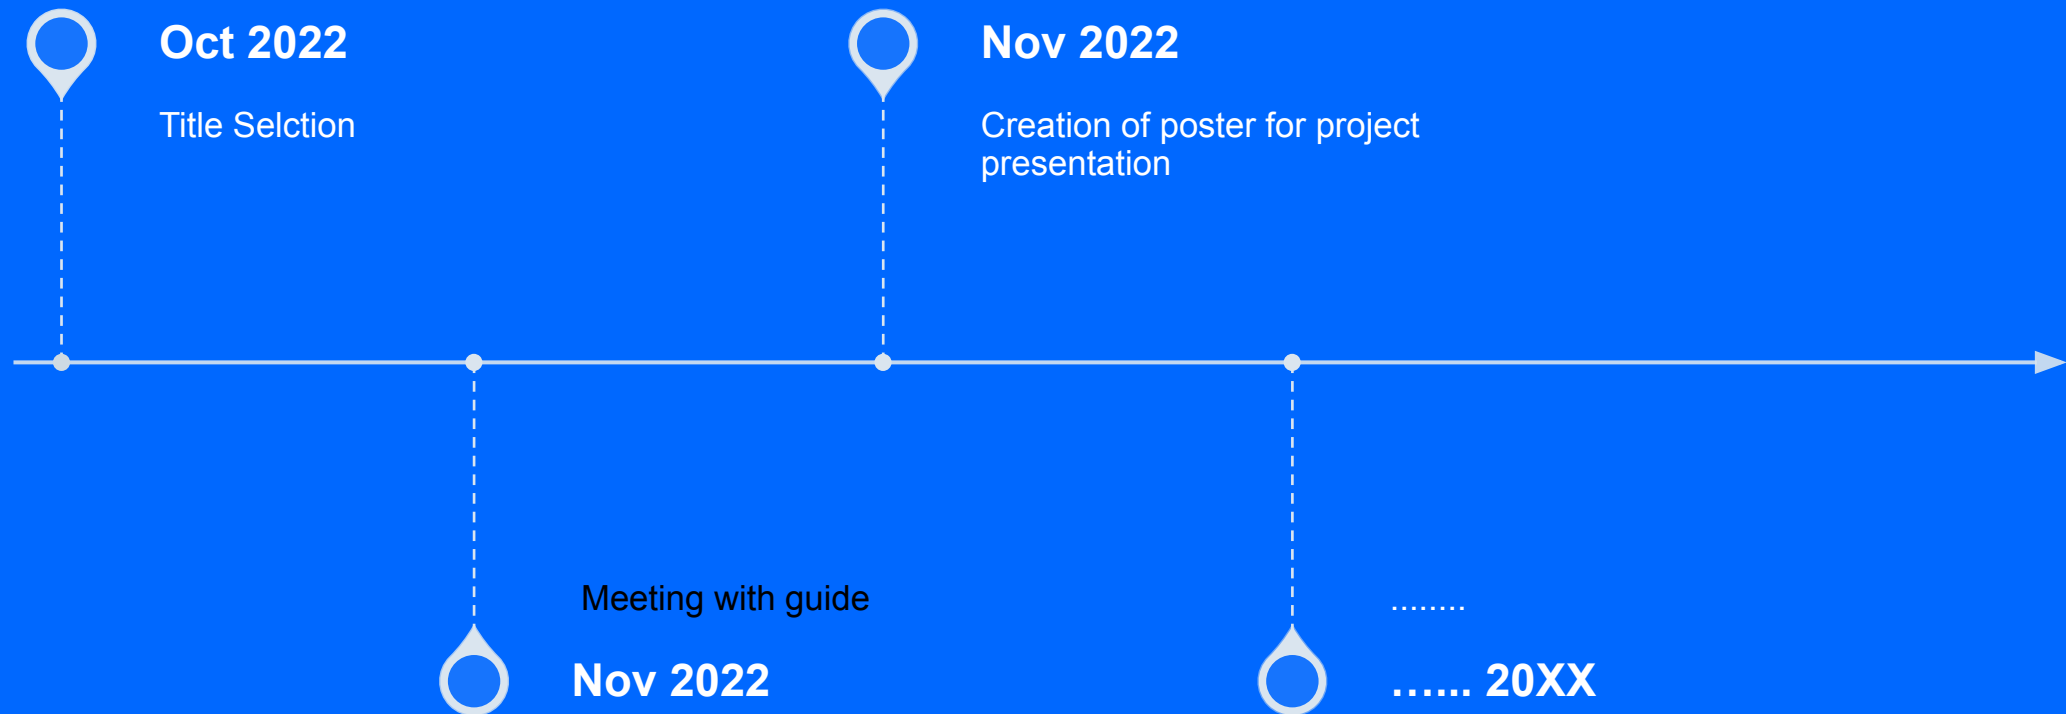 Oct 2022
Title Selction
Nov 2022
Creation of poster for project
presentation
Meeting with guide
Nov 2022
........
…... 20XX